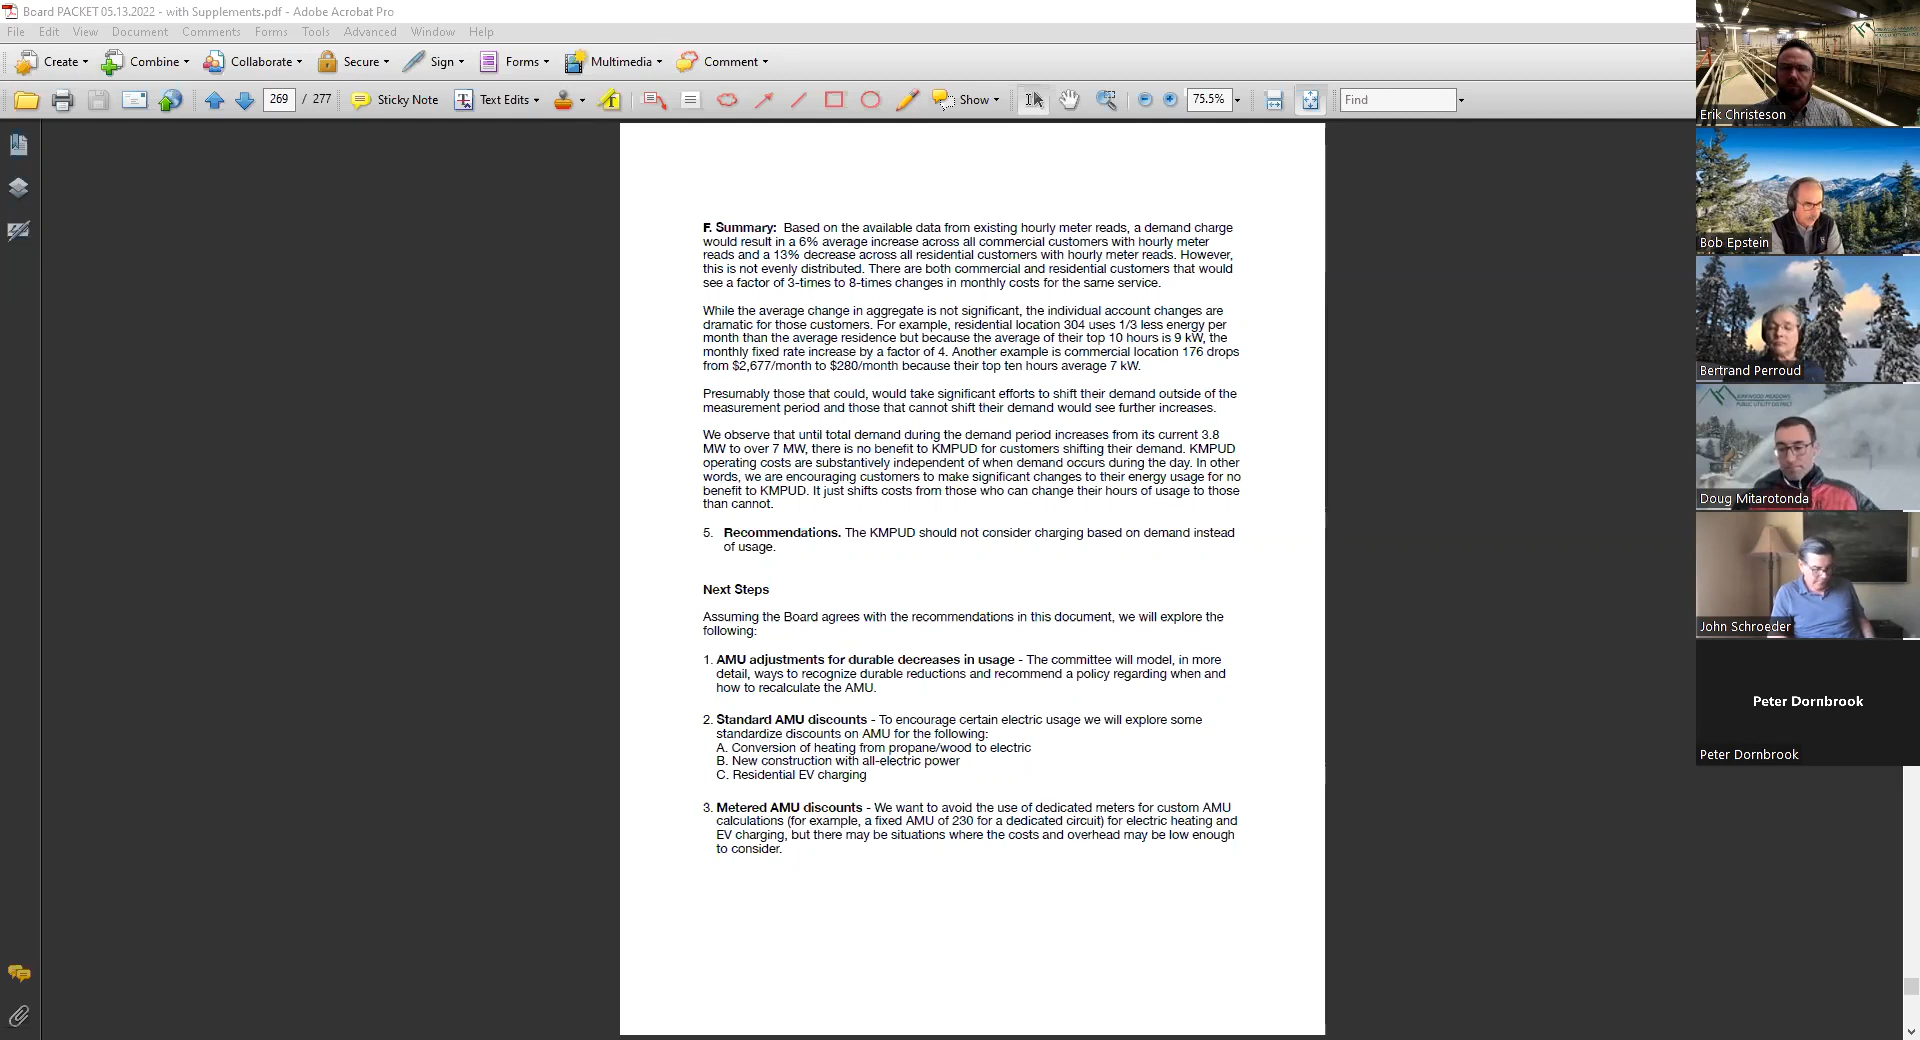 Board PACKET 05.13.2022 - with Supplements.pdf - Adobe Acrobat Pro
File Edit View Document Comments Forms Tools Advanced Window Help
Create Combine Collaborate Secure Sign Forms Multimedia Comment
269 / 277 Sticky Note Text Edits Show 75.5% Find
F. Summary: Based on the available data from existing hourly meter reads, a demand charge
would result in a 6% average increase across all commercial customers with hourly meter
reads and a 13% decrease across all residential customers with hourly meter reads. However,
this is not evenly distributed. There are both commercial and residential customers that would
see a factor of 3-times to 8-times changes in monthly costs for the same service.
While the average change in aggregate is not significant, the individual account changes are
dramatic for those customers. For example, residential location 304 uses 1/3 less energy per
month than the average residence but because the average of their top 10 hours is 9 kW, the
monthly fixed rate increase by a factor of 4. Another example is commercial location 176 drops
from $2,677/month to $280/month because their top ten hours average 7 kW.
Presumably those that could, would take significant efforts to shift their demand outside of the
measurement period and those that cannot shift their demand would see further increases.
We observe that until total demand during the demand period increases from its current 3.8
MW to over 7 MW, there is no benefit to KMPUD for customers shifting their demand. KMPUD
operating costs are substantively independent of when demand occurs during the day. In other
words, we are encouraging customers to make significant changes to their energy usage for no
benefit to KMPUD. It just shifts costs from those who can change their hours of usage to those
than cannot.
5. Recommendations. The KMPUD should not consider charging based on demand instead
of usage.
Next Steps
Assuming the Board agrees with the recommendations in this document, we will explore the
following:
1. AMU adjustments for durable decreases in usage - The committee will model, in more
detail, ways to recognize durable reductions and recommend a policy regarding when and
how to recalculate the AMU.
2. Standard AMU discounts - To encourage certain electric usage we will explore some
standardize discounts on AMU for the following:
A. Conversion of heating from propane/wood to electric
B. New construction with all-electric power
C. Residential EV charging
3. Metered AMU discounts - We want to avoid the use of dedicated meters for custom AMU
calculations (for example, a fixed AMU of 230 for a dedicated circuit) for electric heating and
EV charging, but there may be situations where the costs and overhead may be low enough
to consider.
Erik Christeson
Bob Epstein
Bertrand Perroud
PUBLIC UTILITY DISTRICT
Doug Mitarotonda
John Schroeder
Peter Dornbrook
Peter Dornbrook